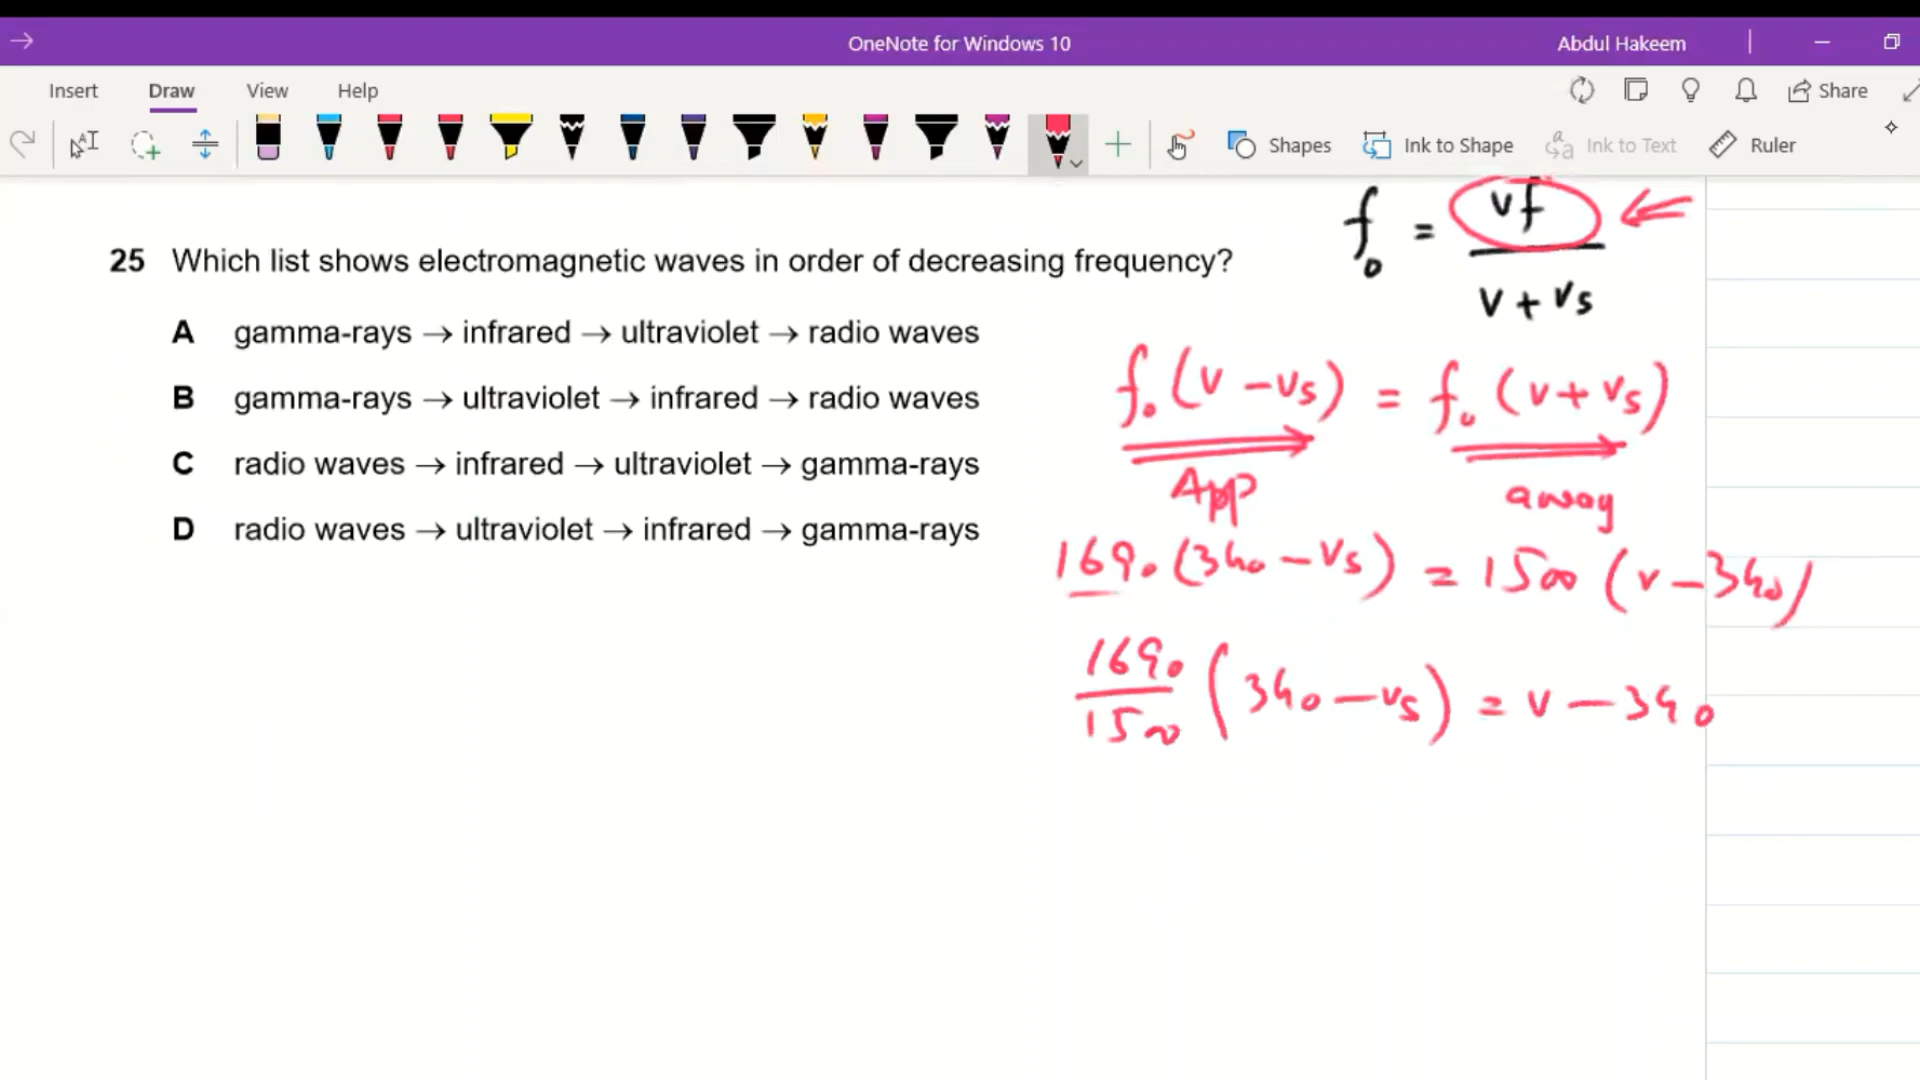 OneNote for Windows 10
Abdul Hakeem
Insert Draw View Help
Share
Shapes Ink to Shape Ink to Text Ruler
f₀ = vf / v + vs
25 Which list shows electromagnetic waves in order of decreasing frequency?
A gamma-rays → infrared → ultraviolet → radio waves
B gamma-rays → ultraviolet → infrared → radio waves
C radio waves → infrared → ultraviolet → gamma-rays
D radio waves → ultraviolet → infrared → gamma-rays
f₀ (v - vs) = f₀ (v + vs)
App away
1690 (340 - vs) = 1500 (v - 340)
1690 / 1500 (340 - vs) = v - 340